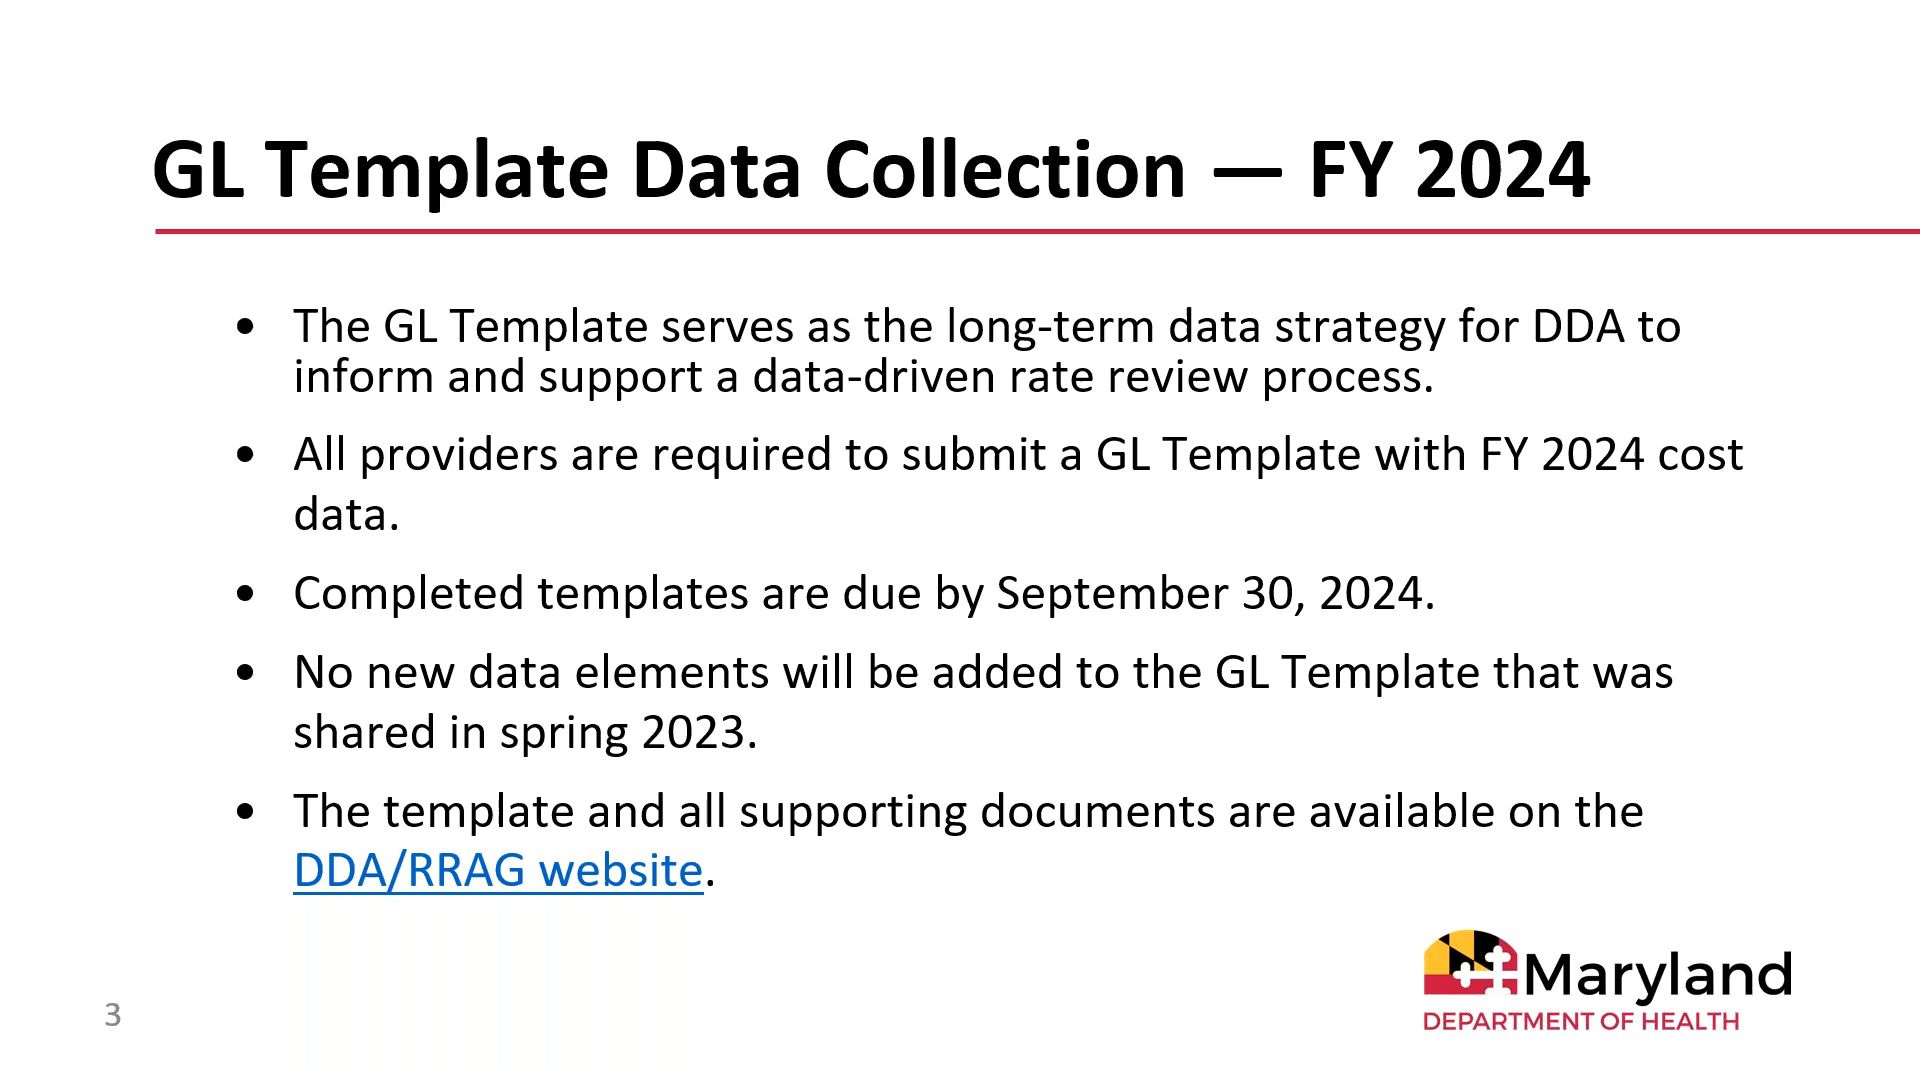 GL Template Data Collection — FY 2024
• The GL Template serves as the long-term data strategy for DDA to
inform and support a data-driven rate review process.
• All providers are required to submit a GL Template with FY 2024 cost
data.
• Completed templates are due by September 30, 2024.
• No new data elements will be added to the GL Template that was
shared in spring 2023.
• The template and all supporting documents are available on the
DDA/RRAG website.
Maryland
DEPARTMENT OF HEALTH
3